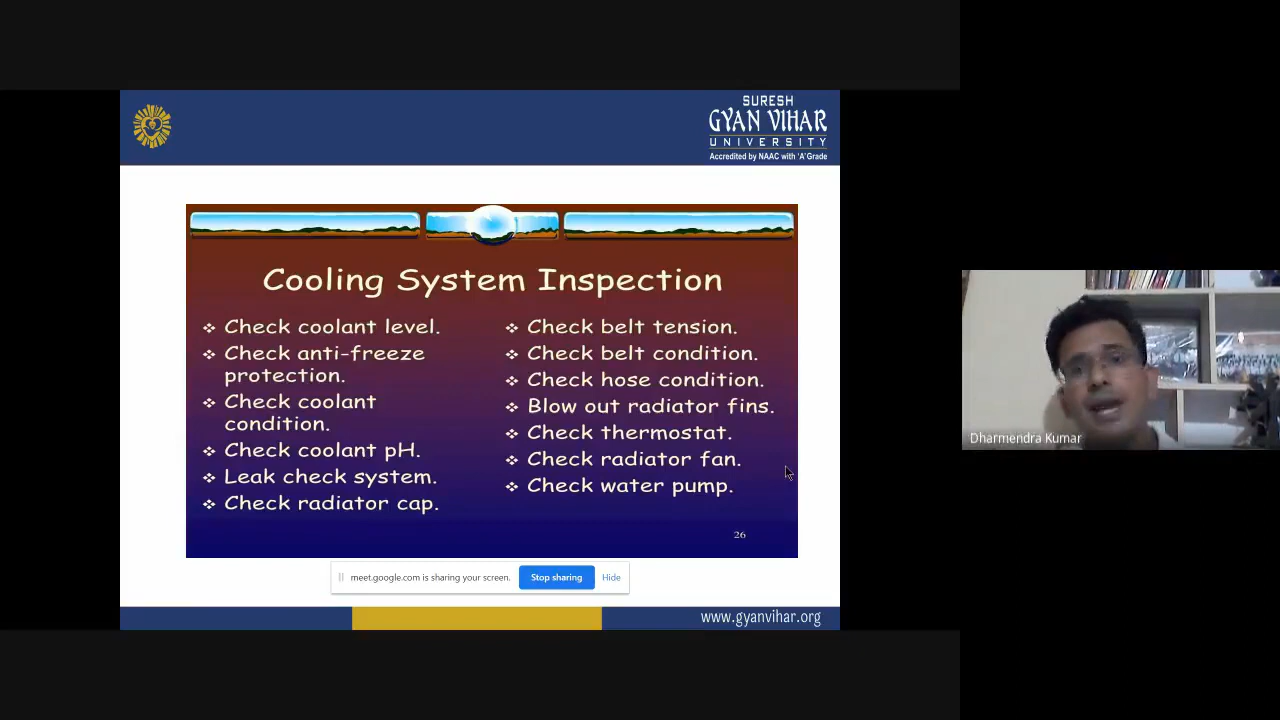 SURESH
GYAN VIHAR
UNIVERSITY
Accredited by NAAC with 'A' Grade
Cooling System Inspection
❖ Check coolant level.
❖ Check anti-freeze
protection.
❖ Check coolant
condition.
❖ Check coolant pH.
❖ Leak check system.
❖ Check radiator cap.
❖ Check belt tension.
❖ Check belt condition.
❖ Check hose condition.
❖ Blow out radiator fins.
❖ Check thermostat.
❖ Check radiator fan.
❖ Check water pump.
26
meet.google.com is sharing your screen.
Stop sharing
Hide
www.gyanvihar.org
Dharmendra Kumar